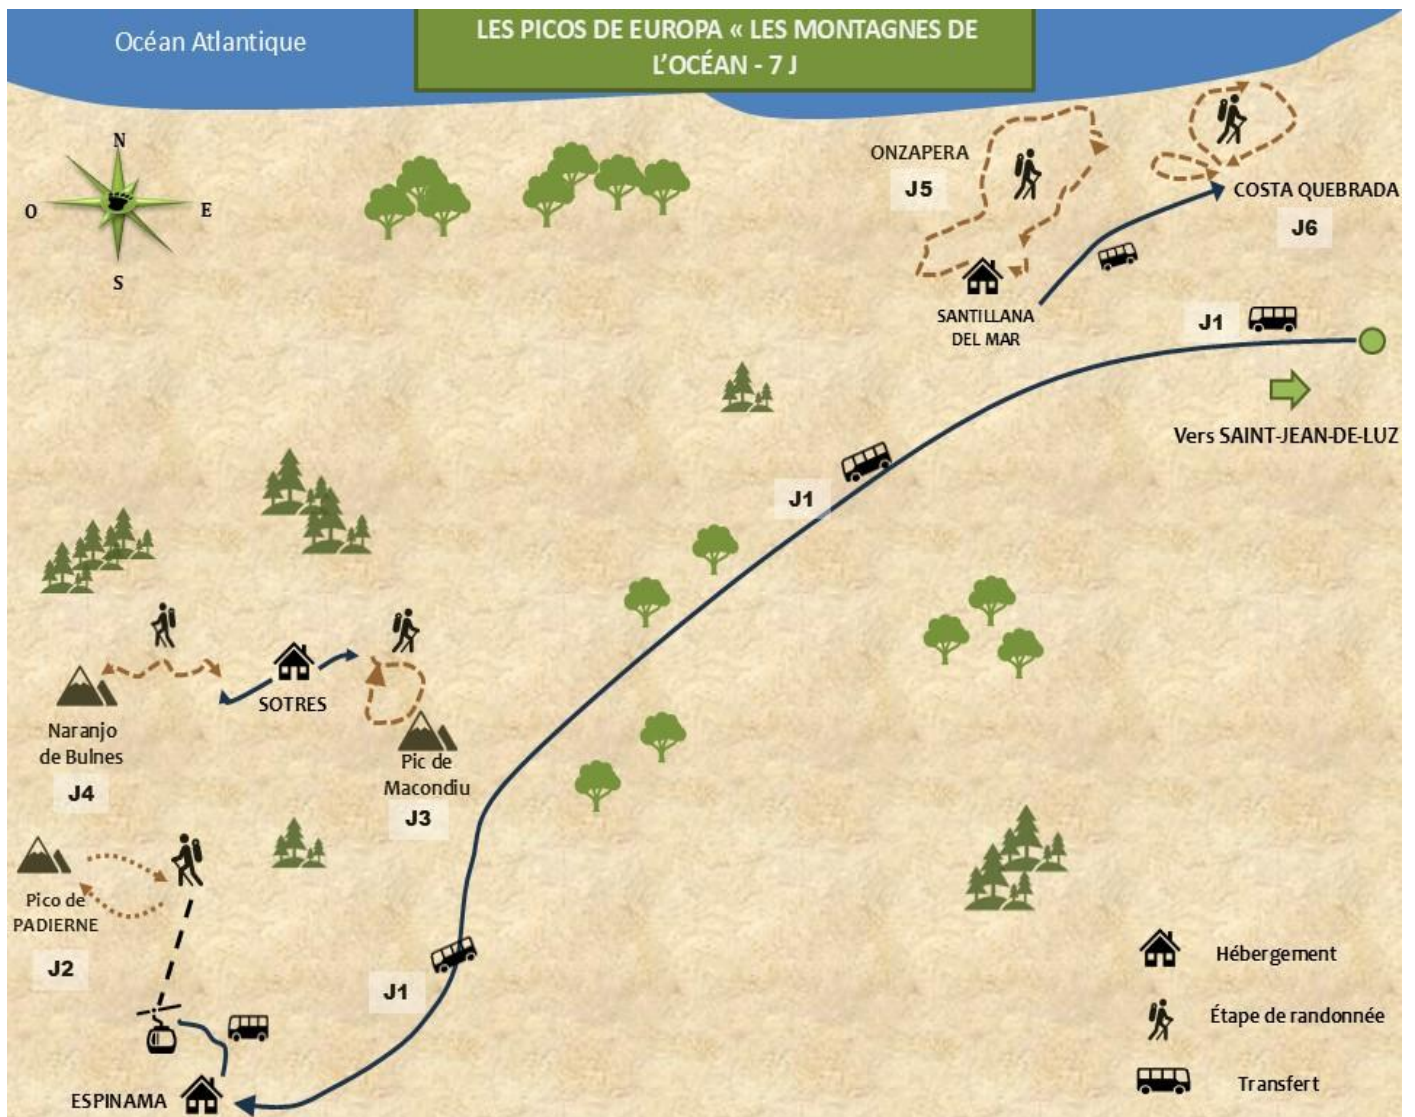 Océan Atlantique
LES PICOS DE EUROPA « LES MONTAGNES DE
L'OCÉAN - 7 J
N
O
E
S
ONZAPERA
J5
COSTA QUEBRADA
J6
SANTILLANA
DEL MAR
J1
Vers SAINT-JEAN-DE-LUZ
J1
SOTRES
Naranjo
de Bulnes
J4
Pic de
Macondiu
J3
Pico de
PADIERNE
J2
J1
ESPINAMA
Hébergement
Étape de randonnée
Transfert